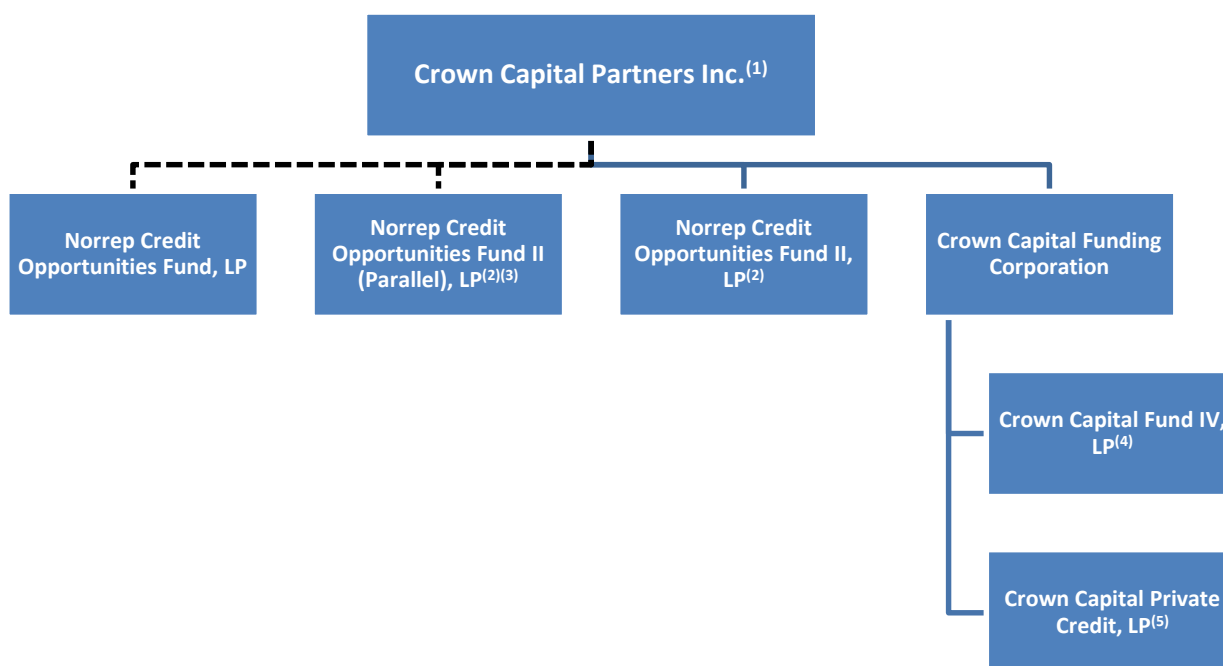 Crown Capital Partners Inc.(1)
Norrep Credit
Opportunities Fund, LP
Norrep Credit
Opportunities Fund II
(Parallel), LP(2)(3)
Norrep Credit
Opportunities Fund II,
LP(2)
Crown Capital Funding
Corporation
Crown Capital Fund IV,
LP(4)
Crown Capital Private
Credit, LP(5)